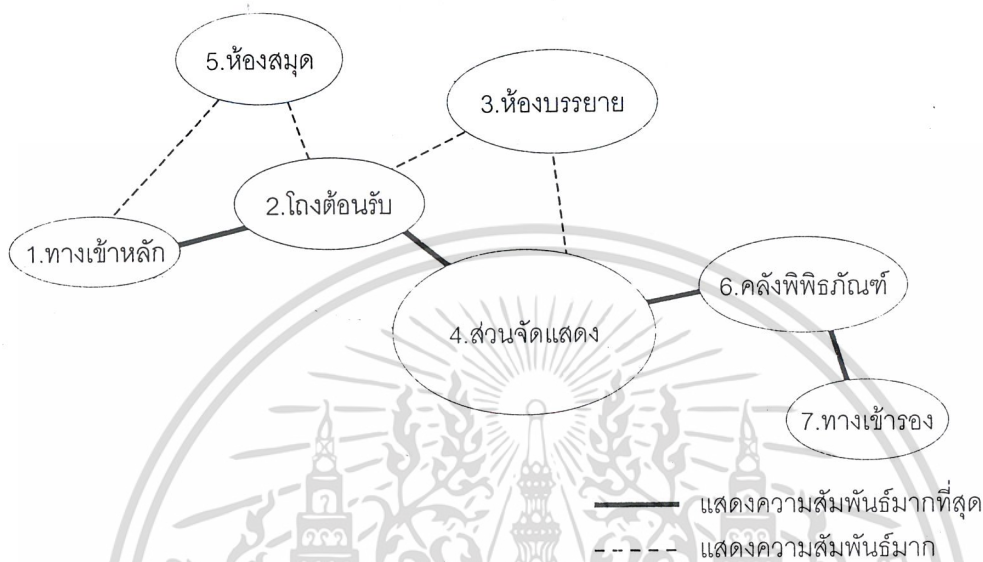 5.ห้องสมุด
3.ห้องบรรยาย
2.โถงต้อนรับ
1.ทางเข้าหลัก
6.คลังพิพิธภัณฑ์
4.ส่วนจัดแสดง
7.ทางเข้ารอง
แสดงความสัมพันธ์มากที่สุด
แสดงความสัมพันธ์มาก